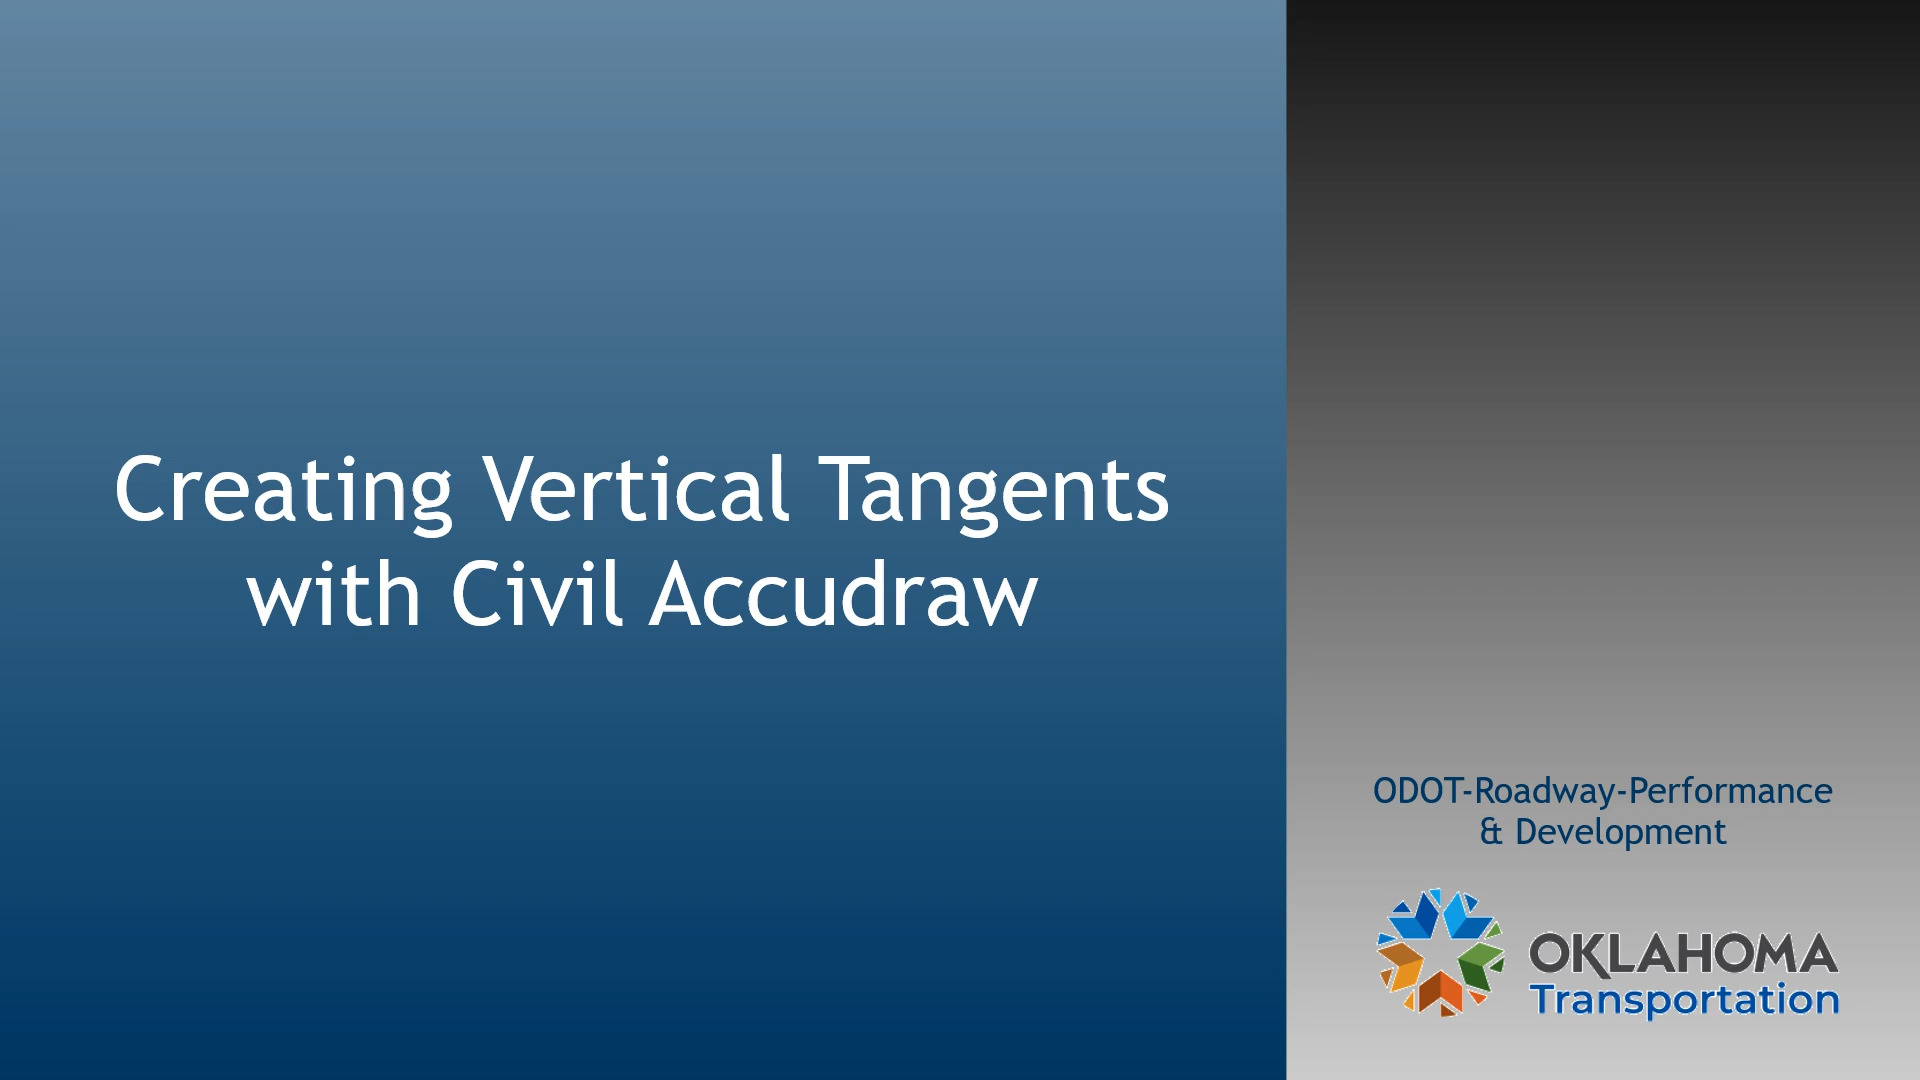 Creating Vertical Tangents
with Civil Accudraw
ODOT-Roadway-Performance
& Development
OKLAHOMA
Transportation